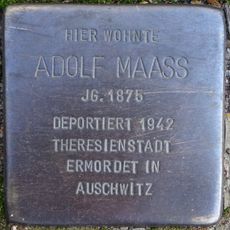 HIER WOHNTE
ADOLF MAASS
JG. 1875
DEPORTIERT 1942
THERESIENSTADT
ERMORDET IN
AUSCHWITZ